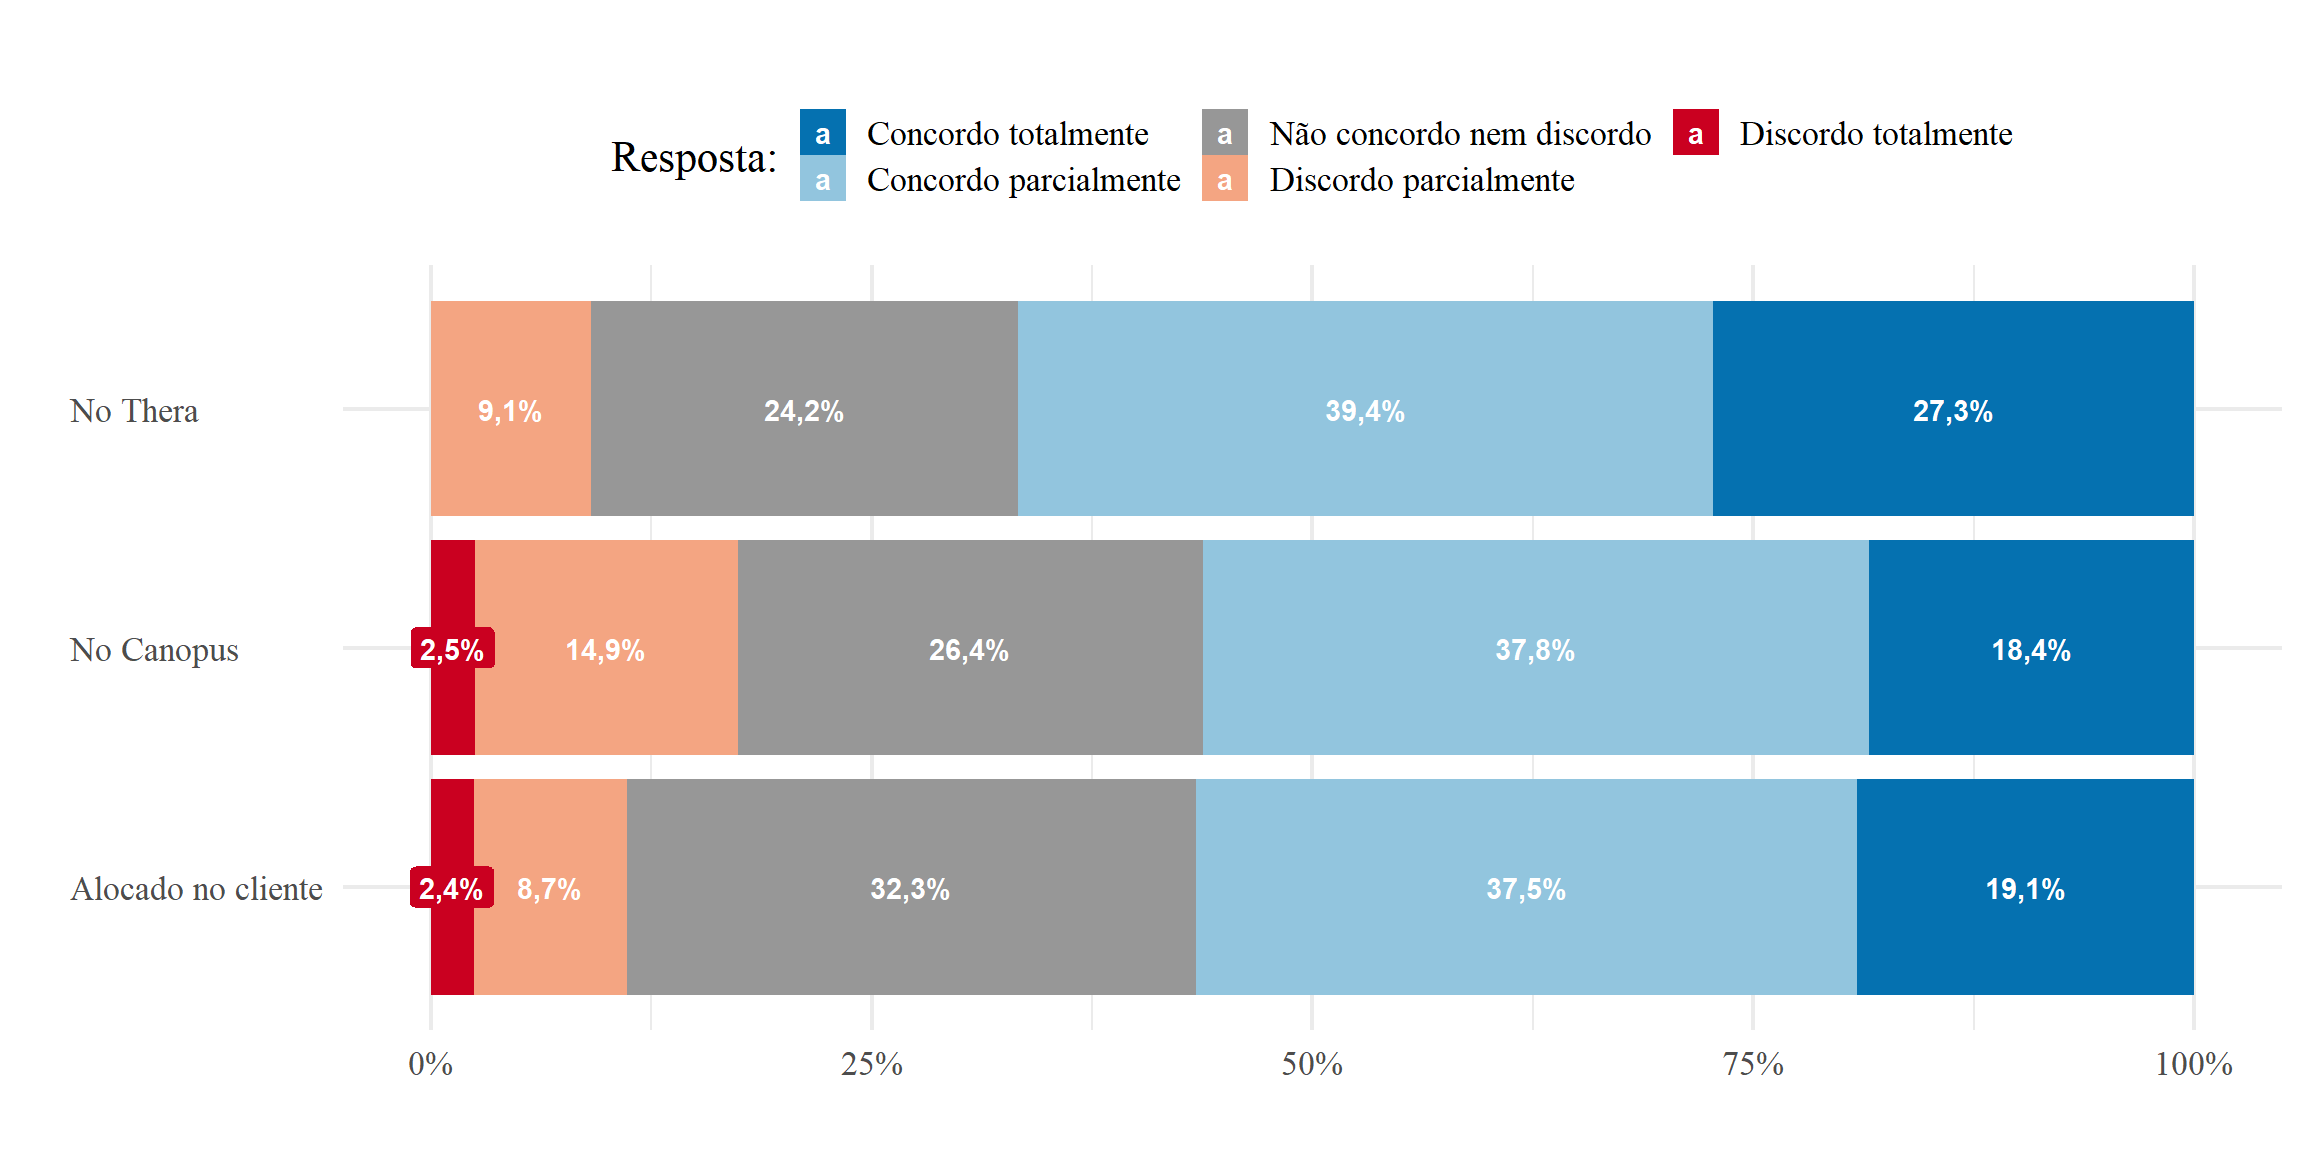 Resposta:
a Concordo totalmente
a Não concordo nem discordo
a Discordo totalmente
a Concordo parcialmente
a Discordo parcialmente
No Thera
9,1% 24,2% 39,4% 27,3%
No Canopus
2,5% 14,9% 26,4% 37,8% 18,4%
Alocado no cliente
2,4% 8,7% 32,3% 37,5% 19,1%
0% 25% 50% 75% 100%